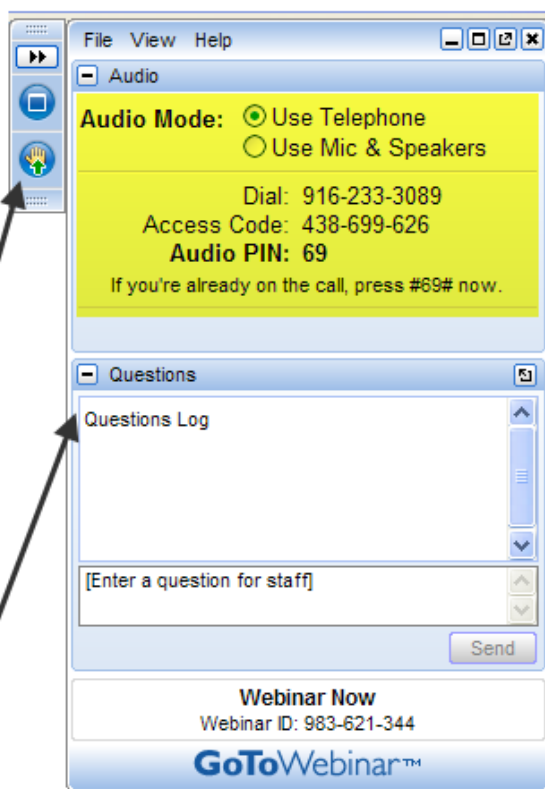 File View Help
Audio
Audio Mode: Use Telephone
Use Mic & Speakers
Dial: 916-233-3089
Access Code: 438-699-626
Audio PIN: 69
If you're already on the call, press #69# now.
Questions
Questions Log
[Enter a question for staff]
Send
Webinar Now
Webinar ID: 983-621-344
GoToWebinar™